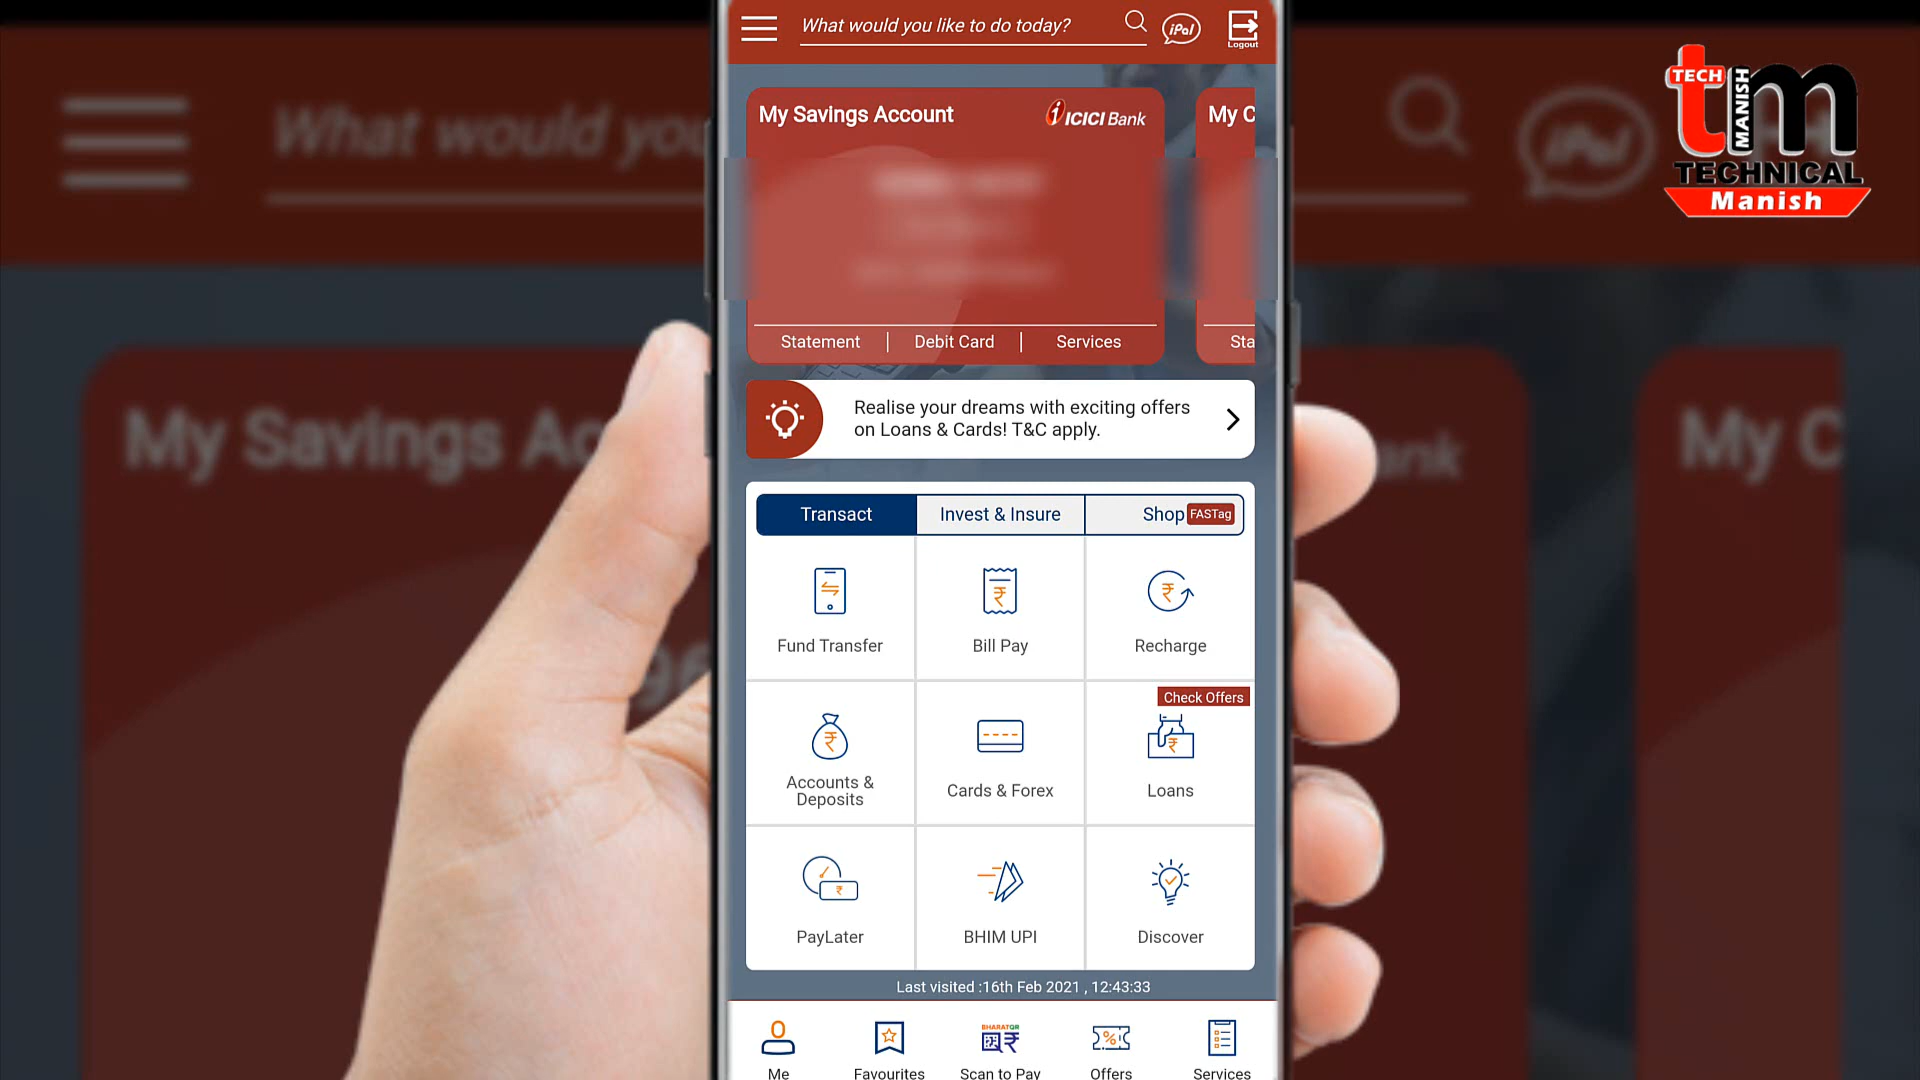 What would you like to do today?
iPal
Logout
My Savings Account
ICICI Bank
My C
Statement
Debit Card
Services
Sta
Realise your dreams with exciting offers
on Loans & Cards! T&C apply.
Transact
Invest & Insure
Shop
FASTag
Fund Transfer
Bill Pay
Recharge
Check Offers
Accounts &
Deposits
Cards & Forex
Loans
PayLater
BHIM UPI
Discover
Last visited :16th Feb 2021 , 12:43:33
BHARATQR
Me
Favourites
Scan to Pay
Offers
Services
TECH
MANISH
tm
TECHNICAL
Manish
What would you
iPal
My Savings Ac
ank
My C